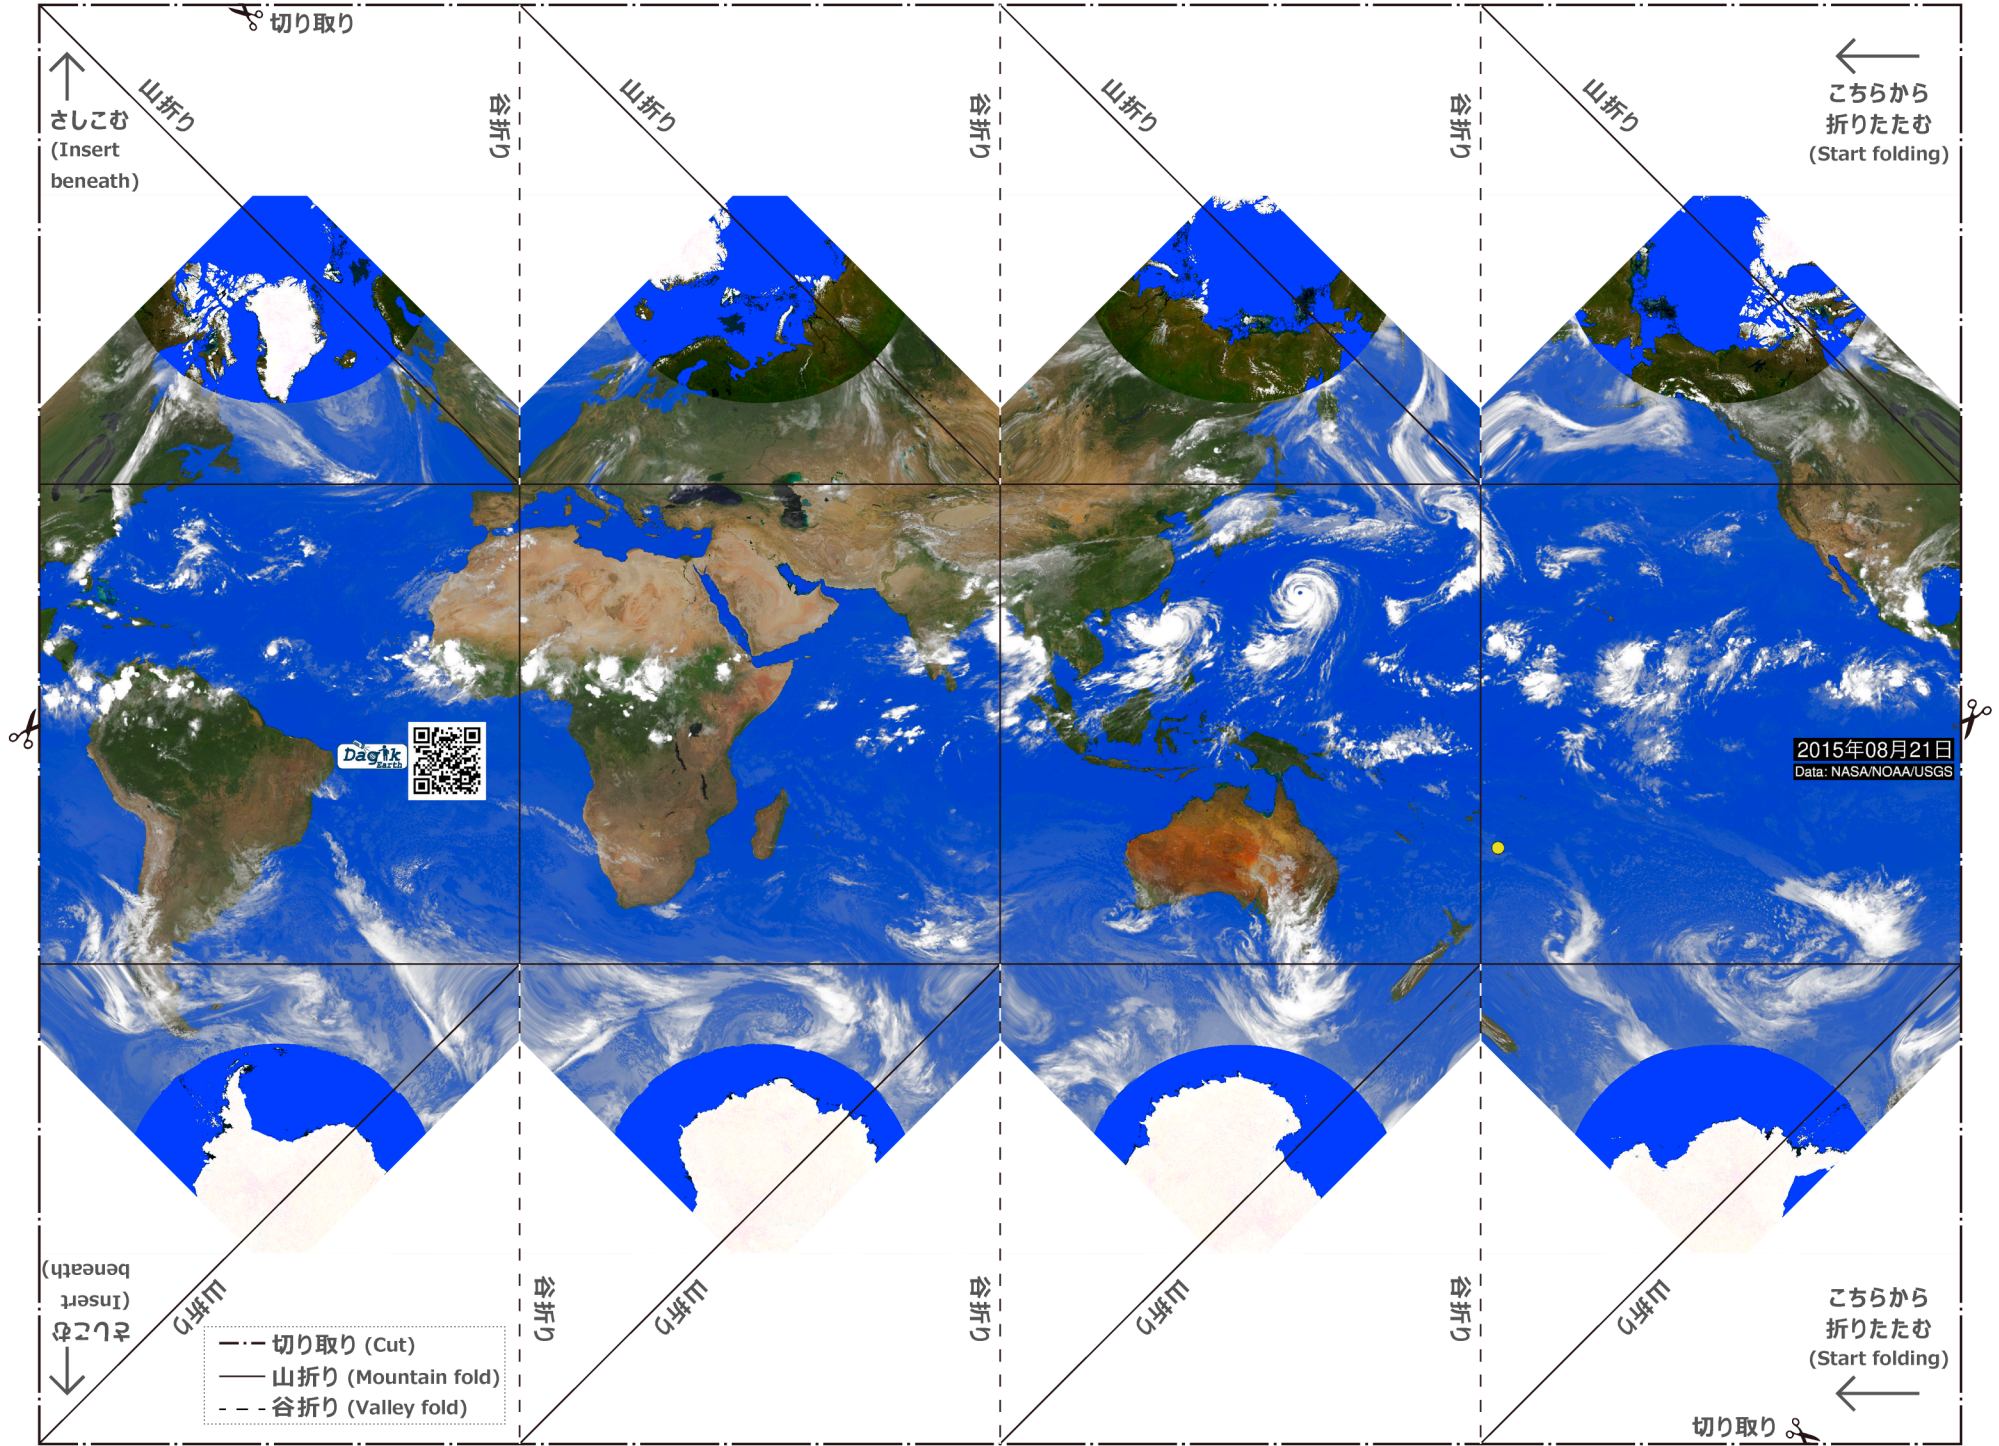 切り取り
さしこむ
(Insert
beneath)
山折り
谷折り
山折り
谷折り
山折り
谷折り
山折り
こちらから
折りたたむ
(Start folding)
Dagik
Earth
2015年08月21日
Data: NASA/NOAA/USGS
さしこむ
(Insert
beneath)
山折り
谷折り
山折り
谷折り
山折り
谷折り
山折り
こちらから
折りたたむ
(Start folding)
切り取り (Cut)
山折り (Mountain fold)
谷折り (Valley fold)
切り取り